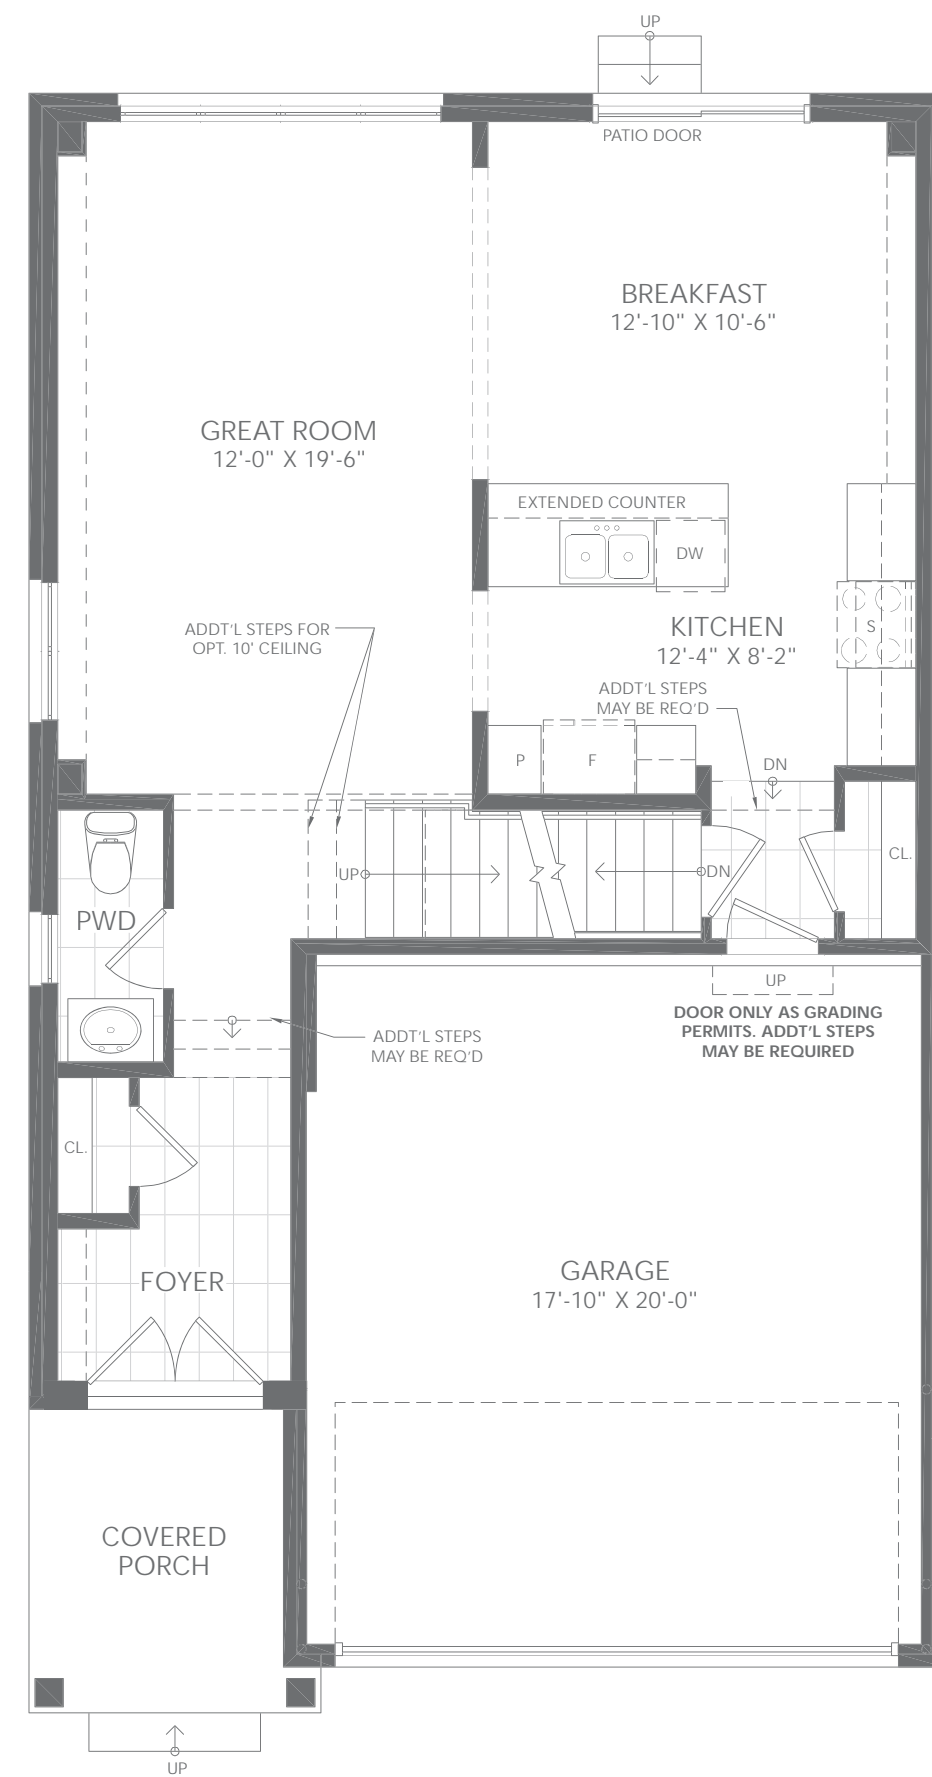 UP
PATIO DOOR
BREAKFAST
12'-10" X 10'-6"
GREAT ROOM
12'-0" X 19'-6"
EXTENDED COUNTER
DW
ADDT'L STEPS FOR
OPT. 10' CEILING
KITCHEN
12'-4" X 8'-2"
S
ADDT'L STEPS
MAY BE REQ'D
P
F
DN
CL.
UP
DN
PWD
UP
DOOR ONLY AS GRADING
PERMITS. ADDT'L STEPS
MAY BE REQUIRED
ADDT'L STEPS
MAY BE REQ'D
CL.
FOYER
GARAGE
17'-10" X 20'-0"
COVERED
PORCH
UP